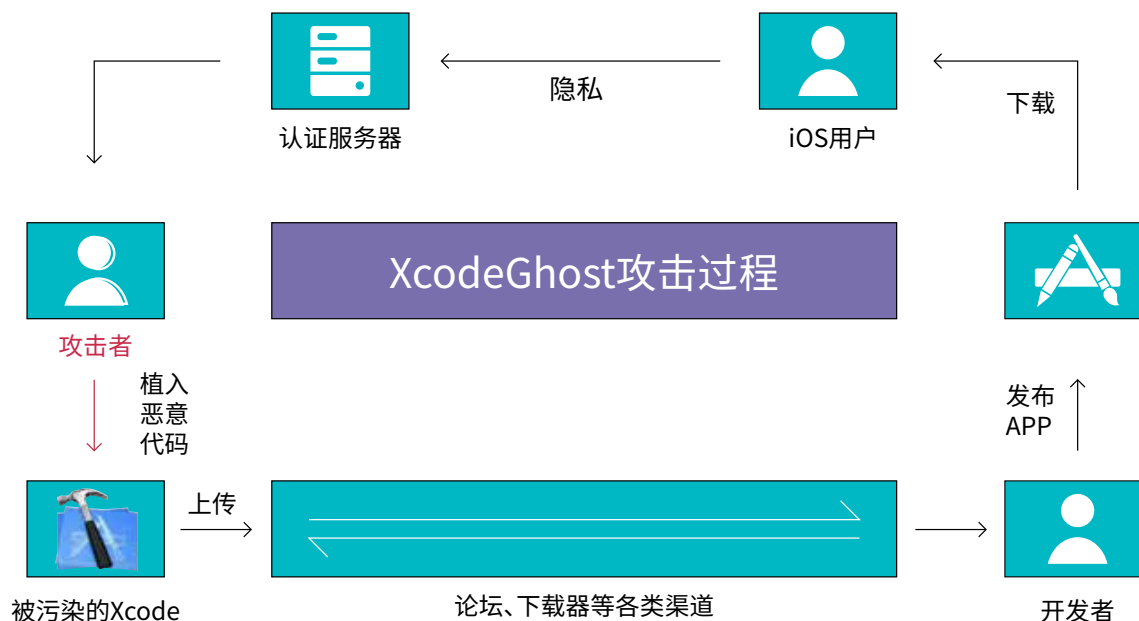 隐私
下载
认证服务器
iOS用户
XcodeGhost攻击过程
攻击者
植入
恶意
代码
发布
APP
上传
被污染的Xcode
论坛、下载器等各类渠道
开发者